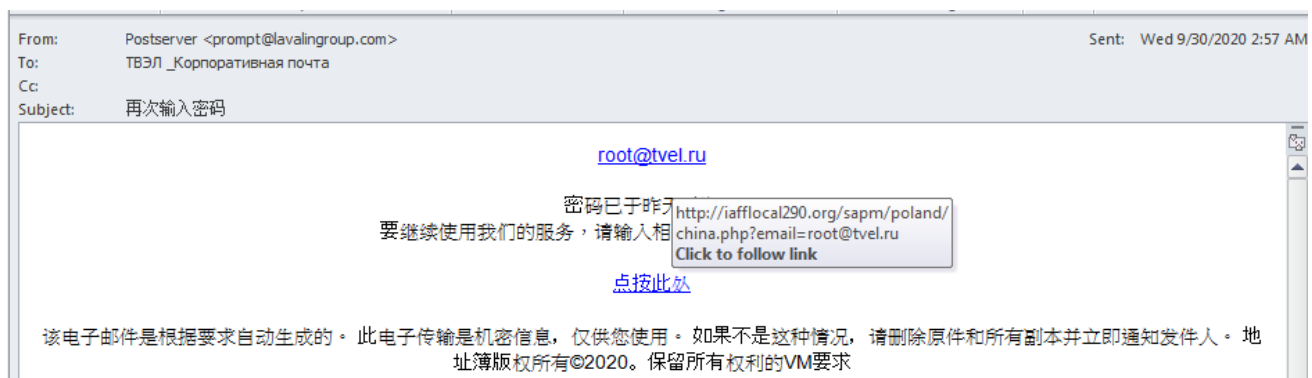 From: Postserver <prompt@lavalingroup.com> Sent: Wed 9/30/2020 2:57 AM
To: ТВЭЛ _Корпоративная почта
Cc:
Subject: 再次输入密码
root@tvel.ru
密码已于昨天
http://iafflocal290.org/sapm/poland/
要继续使用我们的服务，请输入相
china.php?email=root@tvel.ru
Click to follow link
点按此处
该电子邮件是根据要求自动生成的。 此电子传输是机密信息，仅供您使用。 如果不是这种情况，请删除原件和所有副本并立即通知发件人。 地
址簿版权所有©2020。保留所有权利的VM要求